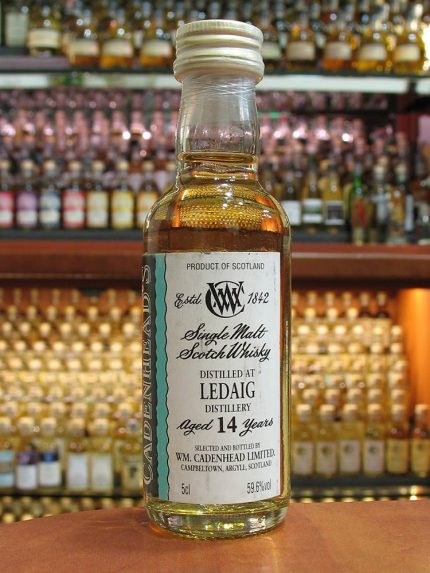 PRODUCT OF SCOTLAND
Estd 1842
Single Malt
Scotch Whisky
DISTILLED AT
LEDAIG
DISTILLERY
Aged 14 Years
SELECTED AND BOTTLED BY
WM. CADENHEAD LIMITED.
CAMPBELTOWN, ARGYLL, SCOTLAND
5cl 59.6%vol
CADENHEAD'S